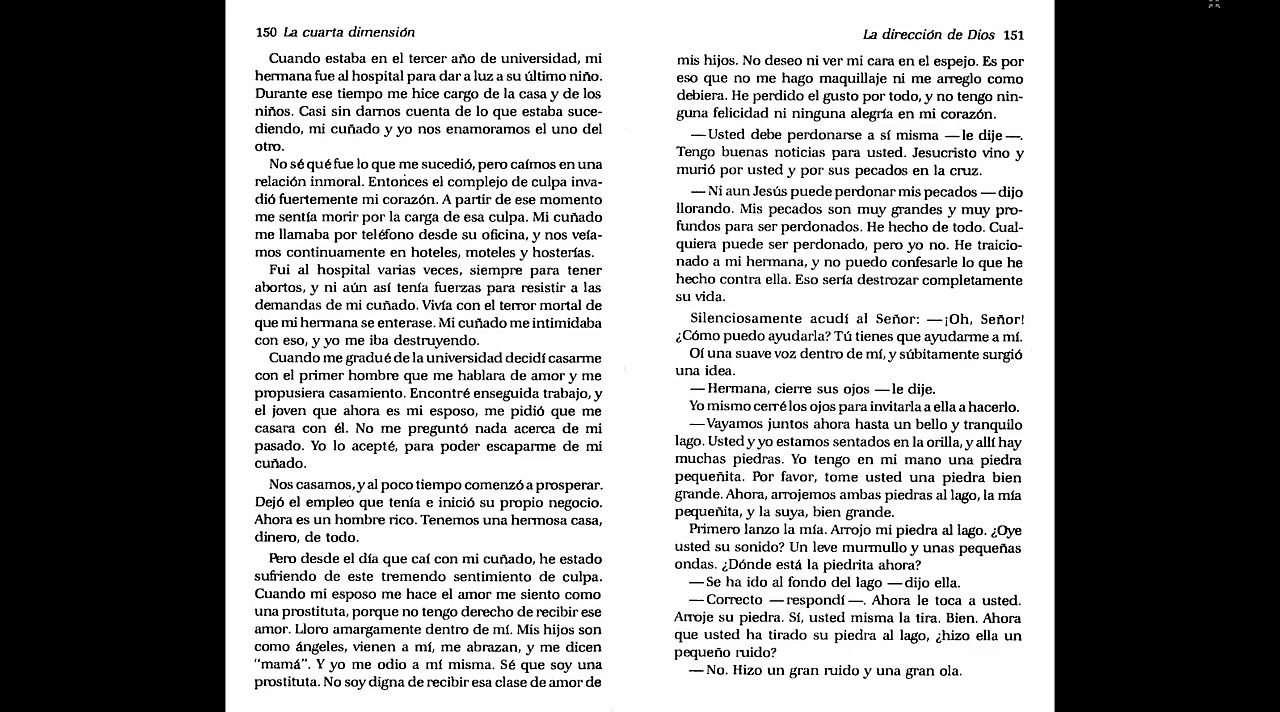 150 La cuarta dimensión
Cuando estaba en el tercer año de universidad, mi
hermana fue al hospital para dar a luz a su último niño.
Durante ese tiempo me hice cargo de la casa y de los
niños. Casi sin darnos cuenta de lo que estaba suce-
diendo, mi cuñado y yo nos enamoramos el uno del
otro.
No sé qué fue lo que me sucedió, pero caímos en una
relación inmoral. Entonces el complejo de culpa inva-
dió fuertemente mi corazón. A partir de ese momento
me sentía morir por la carga de esa culpa. Mi cuñado
me llamaba por teléfono desde su oficina, y nos veía-
mos continuamente en hoteles, moteles y hosterías.
Fui al hospital varias veces, siempre para tener
abortos, y ni aún así tenía fuerzas para resistir a las
demandas de mi cuñado. Vivía con el terror mortal de
que mi hermana se enterase. Mi cuñado me intimidaba
con eso, y yo me iba destruyendo.
Cuando me gradué de la universidad decidí casarme
con el primer hombre que me hablara de amor y me
propusiera casamiento. Encontré enseguida trabajo, y
el joven que ahora es mi esposo, me pidió que me
casara con él. No me preguntó nada acerca de mi
pasado. Yo lo acepté, para poder escaparme de mi
cuñado.
Nos casamos, y al poco tiempo comenzó a prosperar.
Dejó el empleo que tenía e inició su propio negocio.
Ahora es un hombre rico. Tenemos una hermosa casa,
dinero, de todo.
Pero desde el día que caí con mi cuñado, he estado
sufriendo de este tremendo sentimiento de culpa.
Cuando mi esposo me hace el amor me siento como
una prostituta, porque no tengo derecho de recibir ese
amor. Lloro amargamente dentro de mí. Mis hijos son
como ángeles, vienen a mí, me abrazan, y me dicen
"mamá". Y yo me odio a mí misma. Sé que soy una
prostituta. No soy digna de recibir esa clase de amor de
La dirección de Dios 151
mis hijos. No deseo ni ver mi cara en el espejo. Es por
eso que no me hago maquillaje ni me arreglo como
debiera. He perdido el gusto por todo, y no tengo nin-
guna felicidad ni ninguna alegría en mi corazón.
—Usted debe perdonarse a sí misma —le dije—.
Tengo buenas noticias para usted. Jesucristo vino y
murió por usted y por sus pecados en la cruz.
—Ni aun Jesús puede perdonar mis pecados —dijo
llorando. Mis pecados son muy grandes y muy pro-
fundos para ser perdonados. He hecho de todo. Cual-
quiera puede ser perdonado, pero yo no. He traicio-
nado a mi hermana, y no puedo confesarle lo que he
hecho contra ella. Eso sería destrozar completamente
su vida.
Silenciosamente acudí al Señor: —¡Oh, Señor!
¿Cómo puedo ayudarla? Tú tienes que ayudarme a mí.
Oí una suave voz dentro de mí, y súbitamente surgió
una idea.
—Hermana, cierre sus ojos —le dije.
Yo mismo cerré los ojos para invitarla a ella a hacerlo.
—Vayamos juntos ahora hasta un bello y tranquilo
lago. Usted y yo estamos sentados en la orilla, y allí hay
muchas piedras. Yo tengo en mi mano una piedra
pequeñita. Por favor, tome usted una piedra bien
grande. Ahora, arrojemos ambas piedras al lago, la mía
pequeñita, y la suya, bien grande.
Primero lanzo la mía. Arrojo mi piedra al lago. ¿Oye
usted su sonido? Un leve murmullo y unas pequeñas
ondas. ¿Dónde está la piedrita ahora?
—Se ha ido al fondo del lago —dijo ella.
—Correcto —respondí—. Ahora le toca a usted.
Arroje su piedra. Sí, usted misma la tira. Bien. Ahora
que usted ha tirado su piedra al lago, ¿hizo ella un
pequeño ruido?
—No. Hizo un gran ruido y una gran ola.